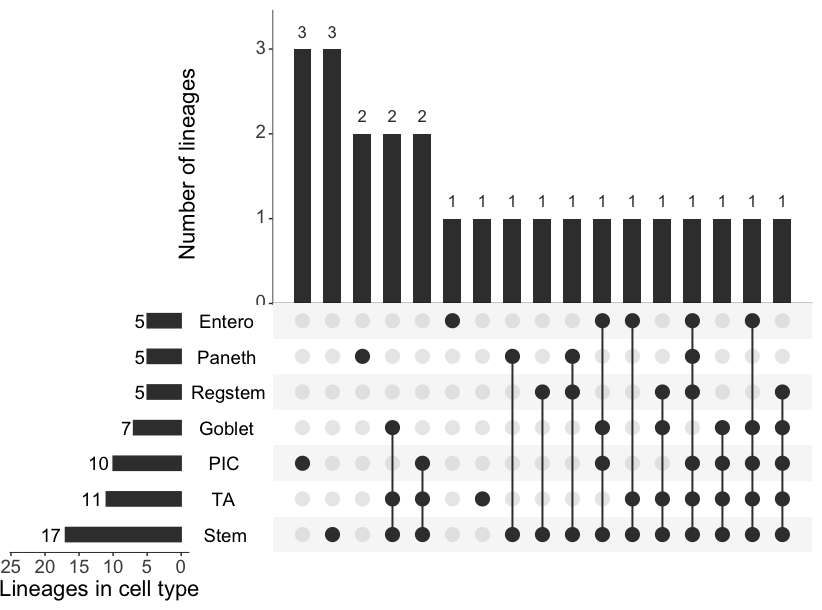 3 3
3
2 2 2
2
1 1 1 1 1 1 1 1 1 1 1 1
1
0
Number of lineages
5 Entero
5 Paneth
5 Regstem
7 Goblet
10 PIC
11 TA
17 Stem
25 20 15 10 5 0
Lineages in cell type